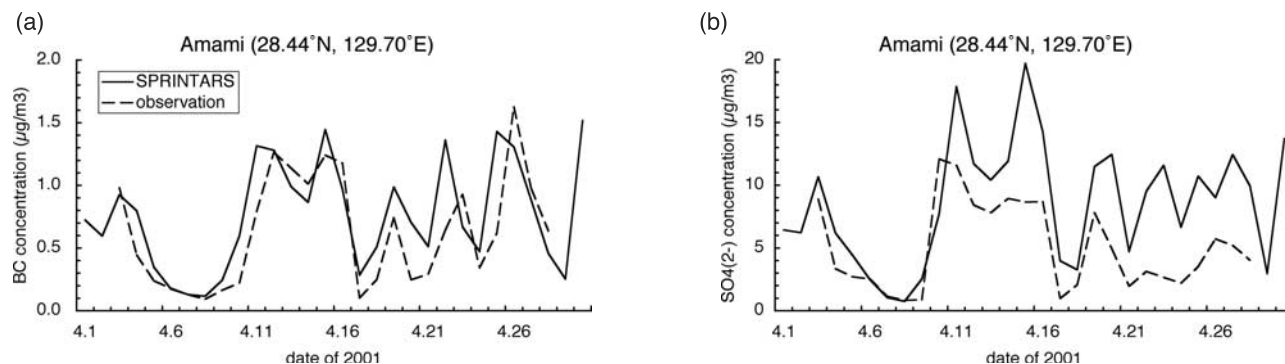 (a)
Amami (28.44°N, 129.70°E)
BC concentration (μg/m3)
2.0
1.5
1.0
0.5
0.0
SPRINTARS
observation
4.1 4.6 4.11 4.16 4.21 4.26
date of 2001
(b)
Amami (28.44°N, 129.70°E)
SO4(2-) concentration (μg/m3)
20
15
10
5
0
4.1 4.6 4.11 4.16 4.21 4.26
date of 2001